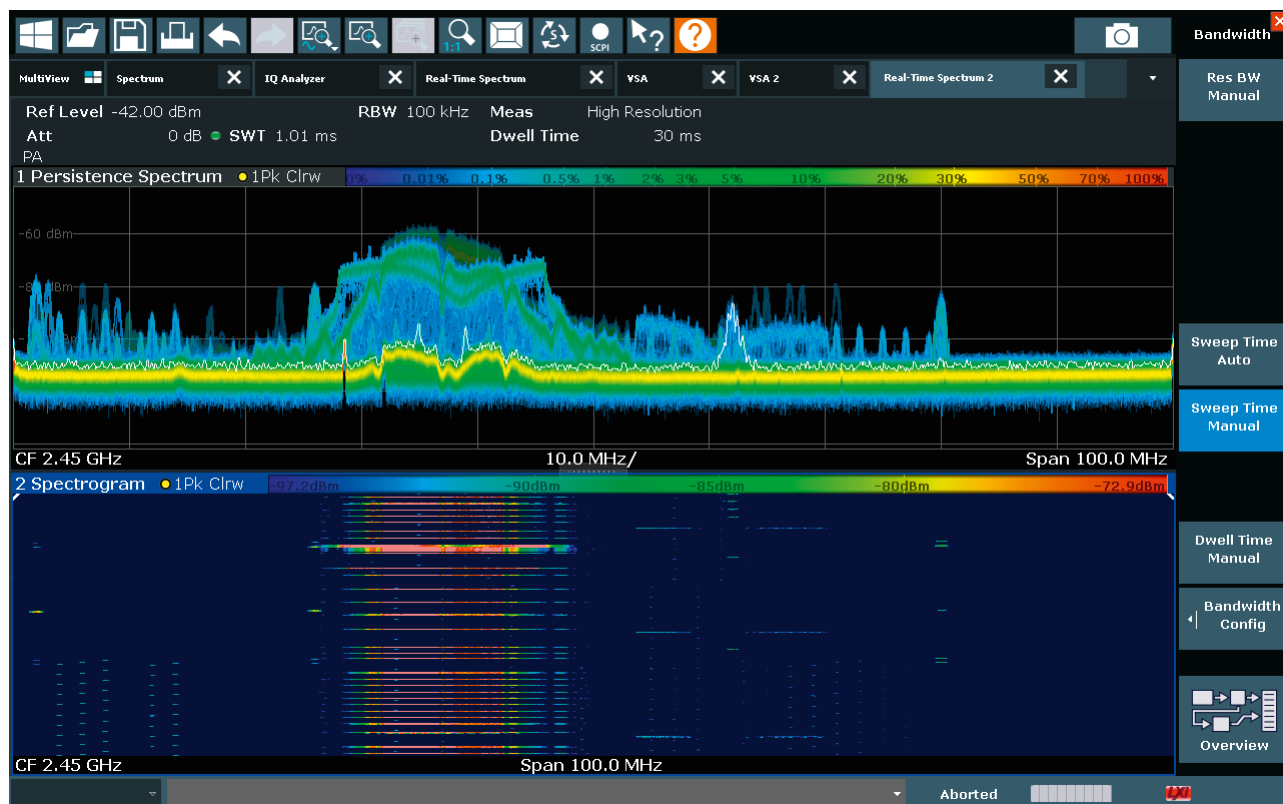 1:1
SCPI
?
?
Bandwidth
MultiView
Spectrum
IQ Analyzer
Real-Time Spectrum
VSA
VSA 2
Real-Time Spectrum 2
Res BW
Manual
Ref Level -42.00 dBm RBW 100 kHz Meas High Resolution
Att 0 dB SWT 1.01 ms Dwell Time 30 ms
PA
1 Persistence Spectrum 1Pk Clrw 0% 0.01% 0.1% 0.5% 1% 2% 3% 5% 10% 20% 30% 50% 70% 100%
-60 dBm
Sweep Time
Auto
Sweep Time
Manual
CF 2.45 GHz 10.0 MHz/ Span 100.0 MHz
2 Spectrogram 1Pk Clrw -97.2dBm -90dBm -85dBm -80dBm -72.9dBm
Dwell Time
Manual
Bandwidth
Config
Overview
CF 2.45 GHz Span 100.0 MHz
Aborted
LXI